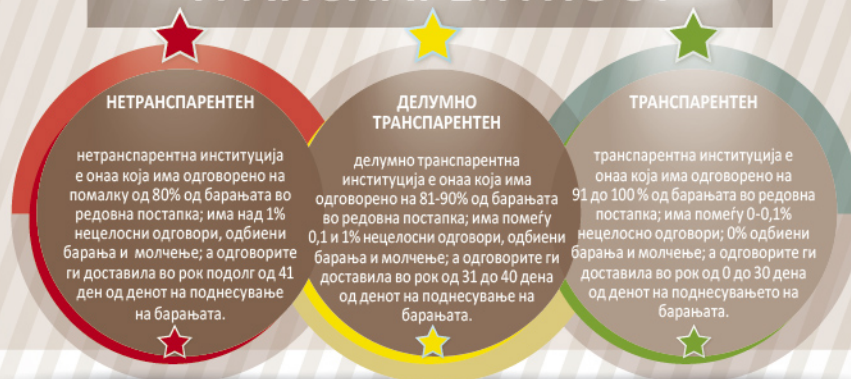 НЕТРАНСПАРЕНТЕН
нетранспарентна институција
е онаа која има одговорено на
помалку од 80% од барањата во
редовна постапка; има над 1%
нецелосни одговори, одбиени
барања и молчење; а одговорите
ги доставила во рок подолг од 41
ден од денот на поднесување
на барањата.
ДЕЛУМНО
ТРАНСПАРЕНТЕН
делумно транспарентна
институција е онаа која има
одговорено на 81-90% од барањата
во редовна постапка; има помеѓу
0,1 и 1% нецелосни одговори, одбиени
барања и молчење; а одговорите ги
доставила во рок од 31 до 40 дена
од денот на поднесување на
барањата.
ТРАНСПАРЕНТЕН
транспарентна институција е
онаа која има одговорено на
91 до 100 % од барањата во редовна
постапка; има помеѓу 0-0,1%
нецелосно одговори; 0% одбиени
барања и молчење; а одговорите ги
доставила во рок од 0 до 30 дена
од денот на поднесувањето на
барањата.